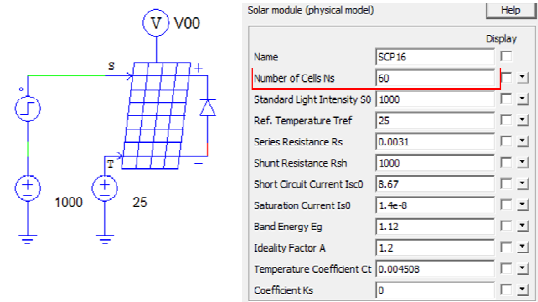 V
V00
S
+
T
−
+
1000
+
25
Solar module (physical model)
Help
Display
Name SCP16
Number of Cells Ns 60
Standard Light Intensity S0 1000
Ref. Temperature Tref 25
Series Resistance Rs 0.0031
Shunt Resistance Rsh 1000
Short Circuit Current Isc0 8.67
Saturation Current Is0 1.4e-8
Band Energy Eg 1.12
Ideality Factor A 1.2
Temperature Coefficient Ct 0.004508
Coefficient Ks 0